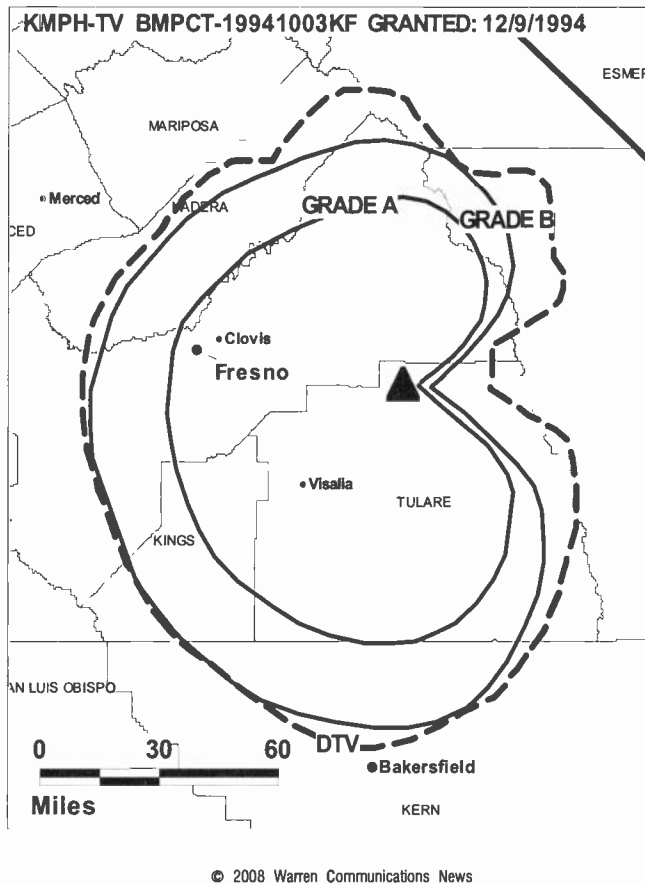 KMPH-TV BMPCT-19941003KF GRANTED: 12/9/1994
ESMER
MARIPOSA
Merced
MADERA
GRADE A
GRADE B
CED
Clovis
Fresno
Visalia
TULARE
KINGS
AN LUIS OBISPO
DTV
0 30 60
Bakersfield
Miles
KERN
© 2008 Warren Communications News